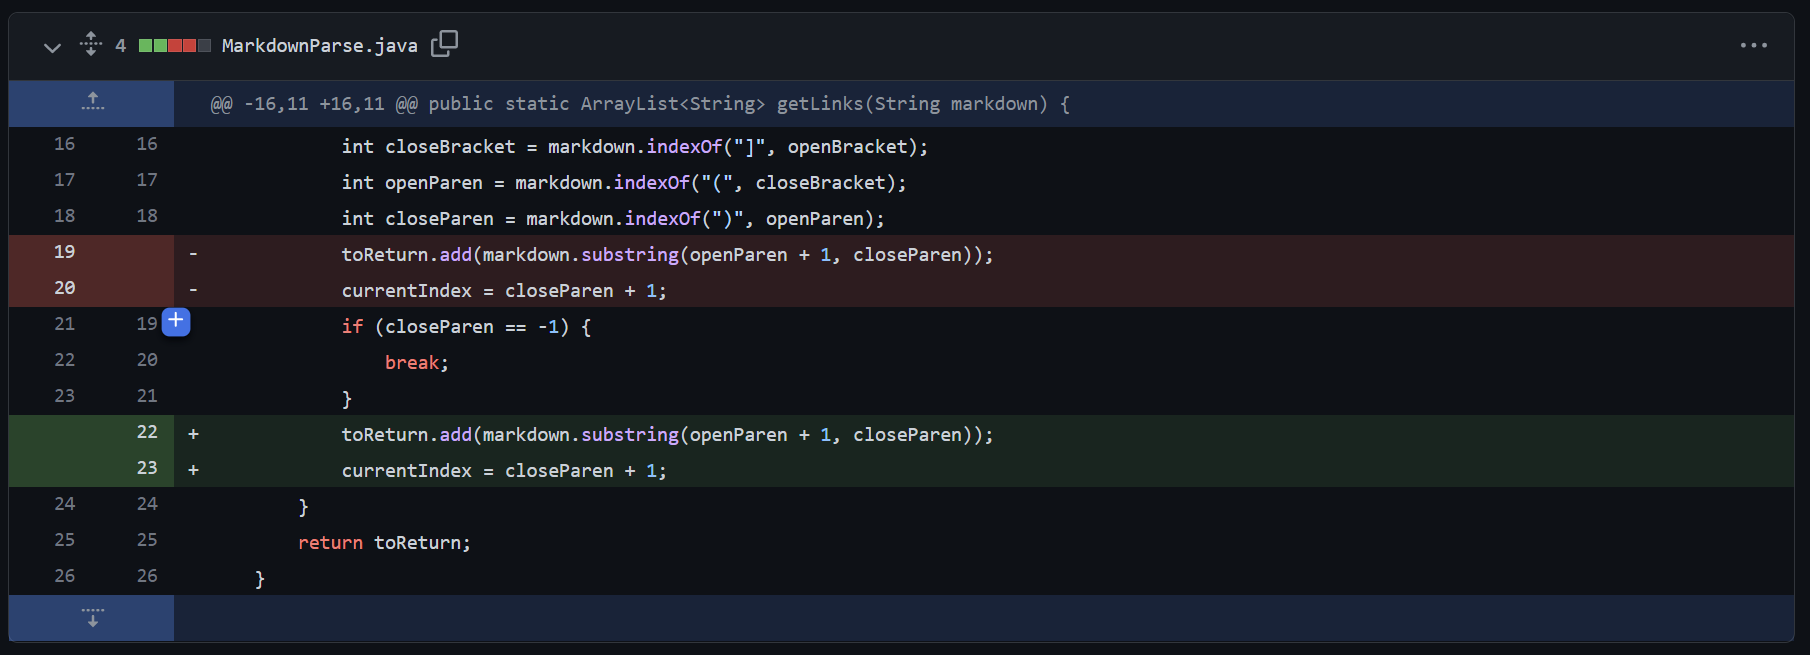 4 MarkdownParse.java
@@ -16,11 +16,11 @@ public static ArrayList<String> getLinks(String markdown) {
16 16 int closeBracket = markdown.indexOf("]", openBracket);
17 17 int openParen = markdown.indexOf("(", closeBracket);
18 18 int closeParen = markdown.indexOf(")", openParen);
19 - toReturn.add(markdown.substring(openParen + 1, closeParen));
20 - currentIndex = closeParen + 1;
21 19 + if (closeParen == -1) {
22 20 break;
23 21 }
22 + toReturn.add(markdown.substring(openParen + 1, closeParen));
23 + currentIndex = closeParen + 1;
24 24 }
25 25 return toReturn;
26 26 }